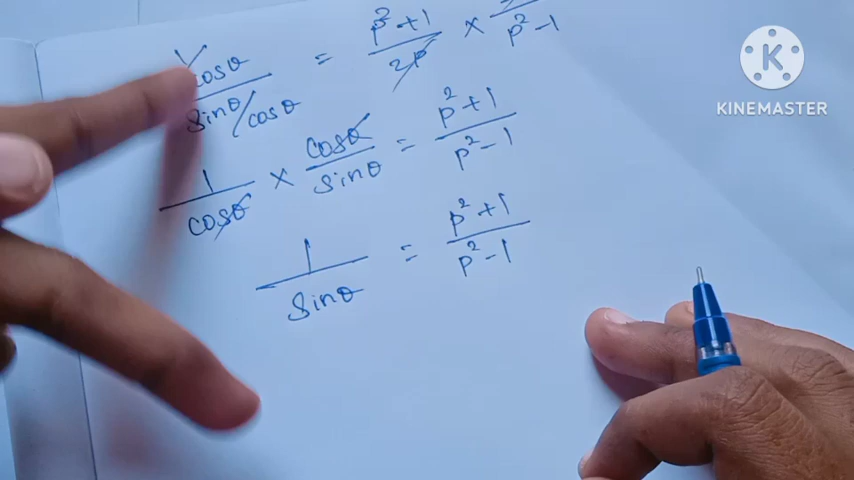 1/cosθ / sinθ/cosθ = p²+1 / 2p × / p²-1
1/cosθ × cosθ/sinθ = p²+1 / p²-1
1/sinθ = p²+1 / p²-1
K
KINEMASTER